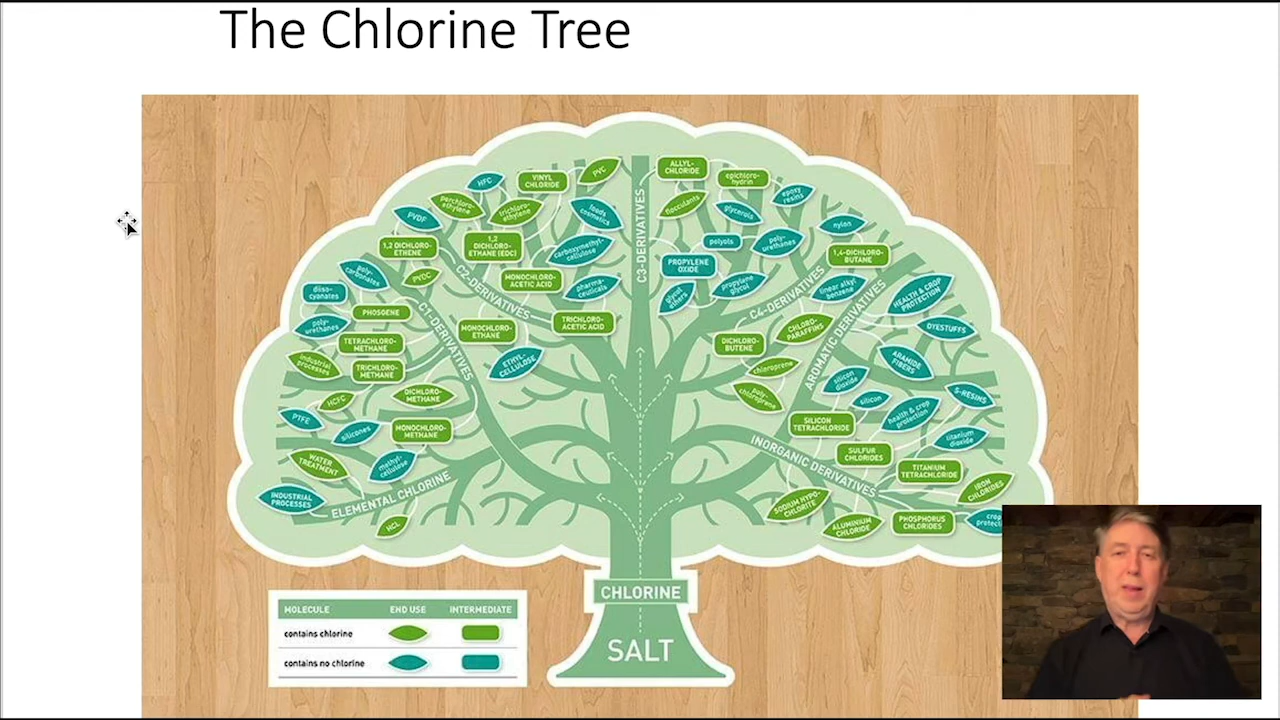 The Chlorine Tree
ALLYL-
CHLORIDE
PVC
VINYL
CHLORIDE
HFC
epichloro-
hydrin
epoxy
resins
perchloro-
ethylene
trichloro-
ethylene
foods
cosmetics
flocculants
glycerols
nylon
PVDF
1,2 DICHLORO-
ETHENE
1,2
DICHLORO-
ETHANE (EDC)
carboxymethyl-
cellulose
C3-DERIVATIVES
polyols
poly-
urethanes
1,4-DICHLORO-
BUTANE
poly-
carbonates
PVDC
C2-DERIVATIVES
MONOCHLORO-
ACETIC ACID
pharma-
ceuticals
PROPYLENE
OXIDE
glycol
ethers
propylene
glycol
C4-DERIVATIVES
linear alkyl
benzene
HEALTH & CROP
PROTECTION
diiso-
cyanates
PHOSGENE
C1-DERIVATIVES
MONOCHLORO-
ETHANE
TRICHLORO-
ACETIC ACID
DICHLORO-
BUTENE
CHLORO-
PARAFFINS
AROMATIC DERIVATIVES
DYESTUFFS
poly-
urethanes
TETRACHLORO-
METHANE
ETHYL-
CELLULOSE
chloroprene
ARAMIDE
FIBERS
industrial
processes
TRICHLORO-
METHANE
poly-
chloroprene
silicon
dioxide
S-RESINS
HCFC
DICHLORO-
METHANE
silicon
health & crop
protection
PTFE
silicones
MONOCHLORO-
METHANE
SILICON
TETRACHLORIDE
titanium
dioxide
WATER
TREATMENT
methyl-
cellulose
INORGANIC DERIVATIVES
SULFUR
CHLORIDES
TITANIUM
TETRACHLORIDE
IRON
CHLORIDES
INDUSTRIAL
PROCESSES
ELEMENTAL CHLORINE
HCL
SODIUM HYPO-
CHLORITE
ALUMINIUM
CHLORIDE
PHOSPHORUS
CHLORIDES
crop
CHLORINE
SALT
MOLECULE END USE INTERMEDIATE
contains chlorine
contains no chlorine